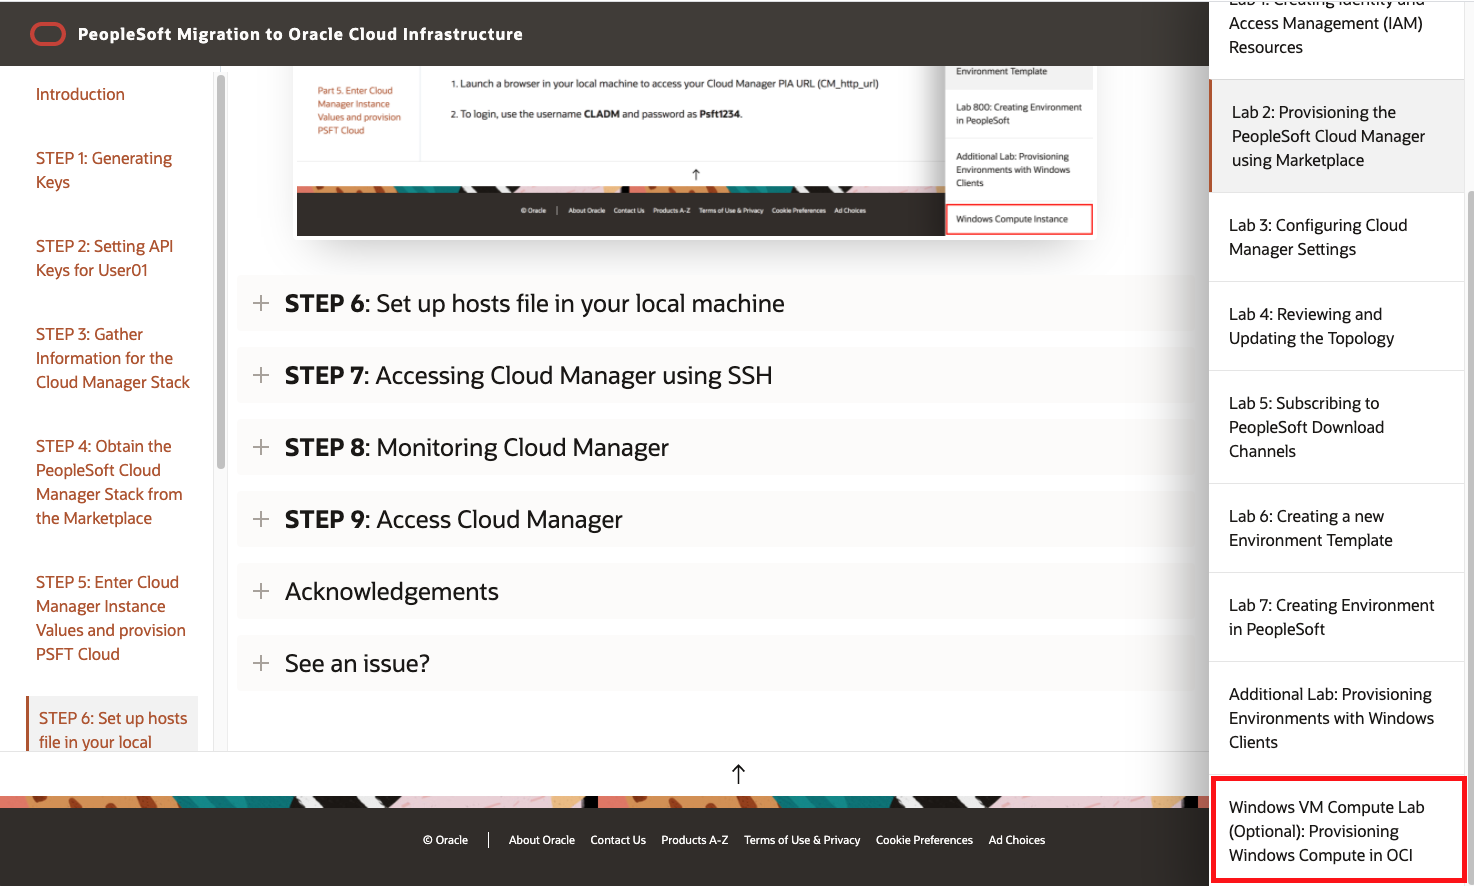 PeopleSoft Migration to Oracle Cloud Infrastructure
Introduction
STEP 1: Generating
Keys
STEP 2: Setting API
Keys for User01
STEP 3: Gather
Information for the
Cloud Manager Stack
STEP 4: Obtain the
PeopleSoft Cloud
Manager Stack from
the Marketplace
STEP 5: Enter Cloud
Manager Instance
Values and provision
PSFT Cloud
STEP 6: Set up hosts
file in your local
Part 5. Enter Cloud
Manager Instance
Values and provision
PSFT Cloud
1. Launch a browser in your local machine to access your Cloud Manager PIA URL (CM_http_url)
2. To login, use the username CLADM and password as Psft1234.
Environment Template
Lab 800: Creating Environment
in PeopleSoft
Additional Lab: Provisioning
Environments with Windows
Clients
Windows Compute Instance
© Oracle | About Oracle Contact Us Products A-Z Terms of Use & Privacy Cookie Preferences Ad Choices
STEP 6: Set up hosts file in your local machine
STEP 7: Accessing Cloud Manager using SSH
STEP 8: Monitoring Cloud Manager
STEP 9: Access Cloud Manager
Acknowledgements
See an issue?
© Oracle | About Oracle Contact Us Products A-Z Terms of Use & Privacy Cookie Preferences Ad Choices
Lab 1: Creating Identity and
Access Management (IAM)
Resources
Lab 2: Provisioning the
PeopleSoft Cloud Manager
using Marketplace
Lab 3: Configuring Cloud
Manager Settings
Lab 4: Reviewing and
Updating the Topology
Lab 5: Subscribing to
PeopleSoft Download
Channels
Lab 6: Creating a new
Environment Template
Lab 7: Creating Environment
in PeopleSoft
Additional Lab: Provisioning
Environments with Windows
Clients
Windows VM Compute Lab
(Optional): Provisioning
Windows Compute in OCI